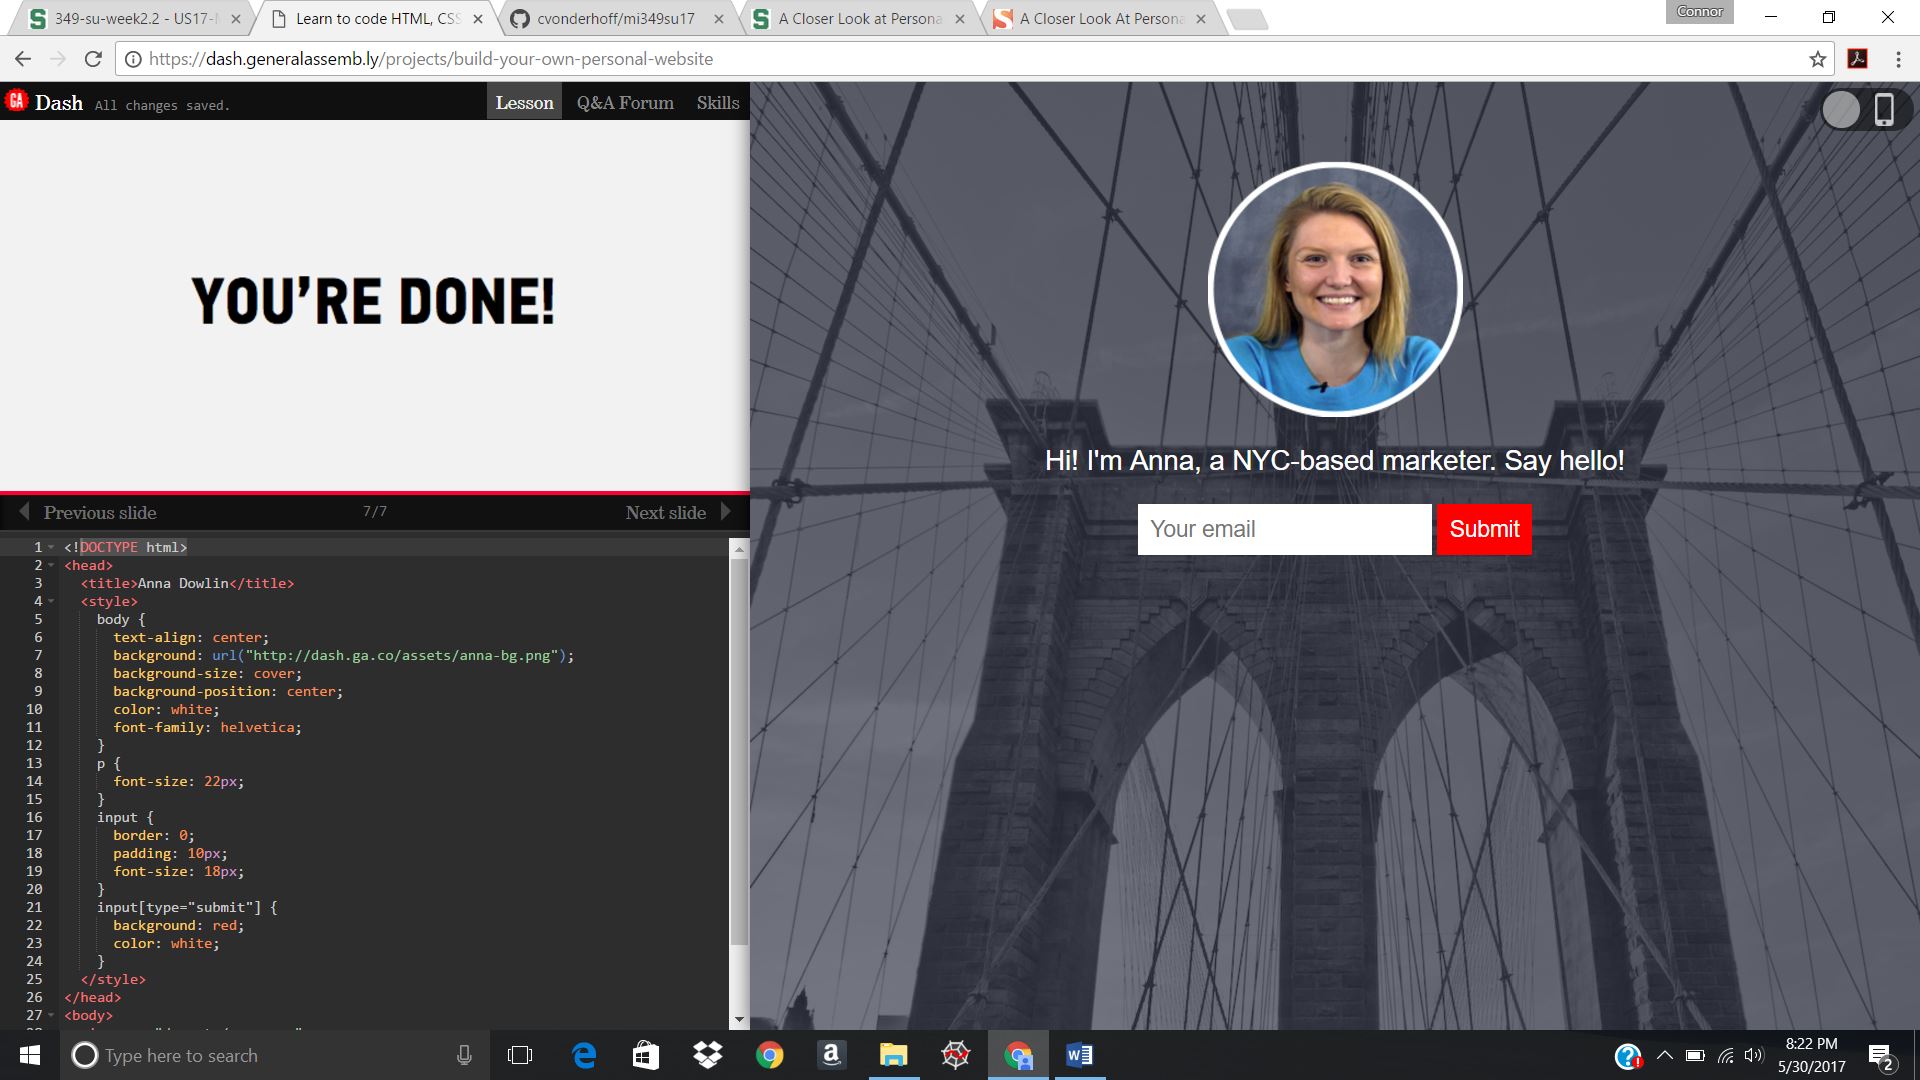 Connor
349-su-week2.2 - US17-M
Learn to code HTML, CSS
cvonderhoff/mi349su17
A Closer Look at Persona
A Closer Look At Persona
https://dash.generalassemb.ly/projects/build-your-own-personal-website
GA
Dash
All changes saved.
Lesson
Q&A Forum
Skills
YOU'RE DONE!
Previous slide
7/7
Next slide
1 <!DOCTYPE html>
2 <head>
3 <title>Anna Dowlin</title>
4 <style>
5 body {
6 text-align: center;
7 background: url("http://dash.ga.co/assets/anna-bg.png");
8 background-size: cover;
9 background-position: center;
10 color: white;
11 font-family: helvetica;
12 }
13 p {
14 font-size: 22px;
15 }
16 input {
17 border: 0;
18 padding: 10px;
19 font-size: 18px;
20 }
21 input[type="submit"] {
22 background: red;
23 color: white;
24 }
25 </style>
26 </head>
27 <body>
Hi! I'm Anna, a NYC-based marketer. Say hello!
Your email
Submit
Type here to search
8:22 PM
5/30/2017
2